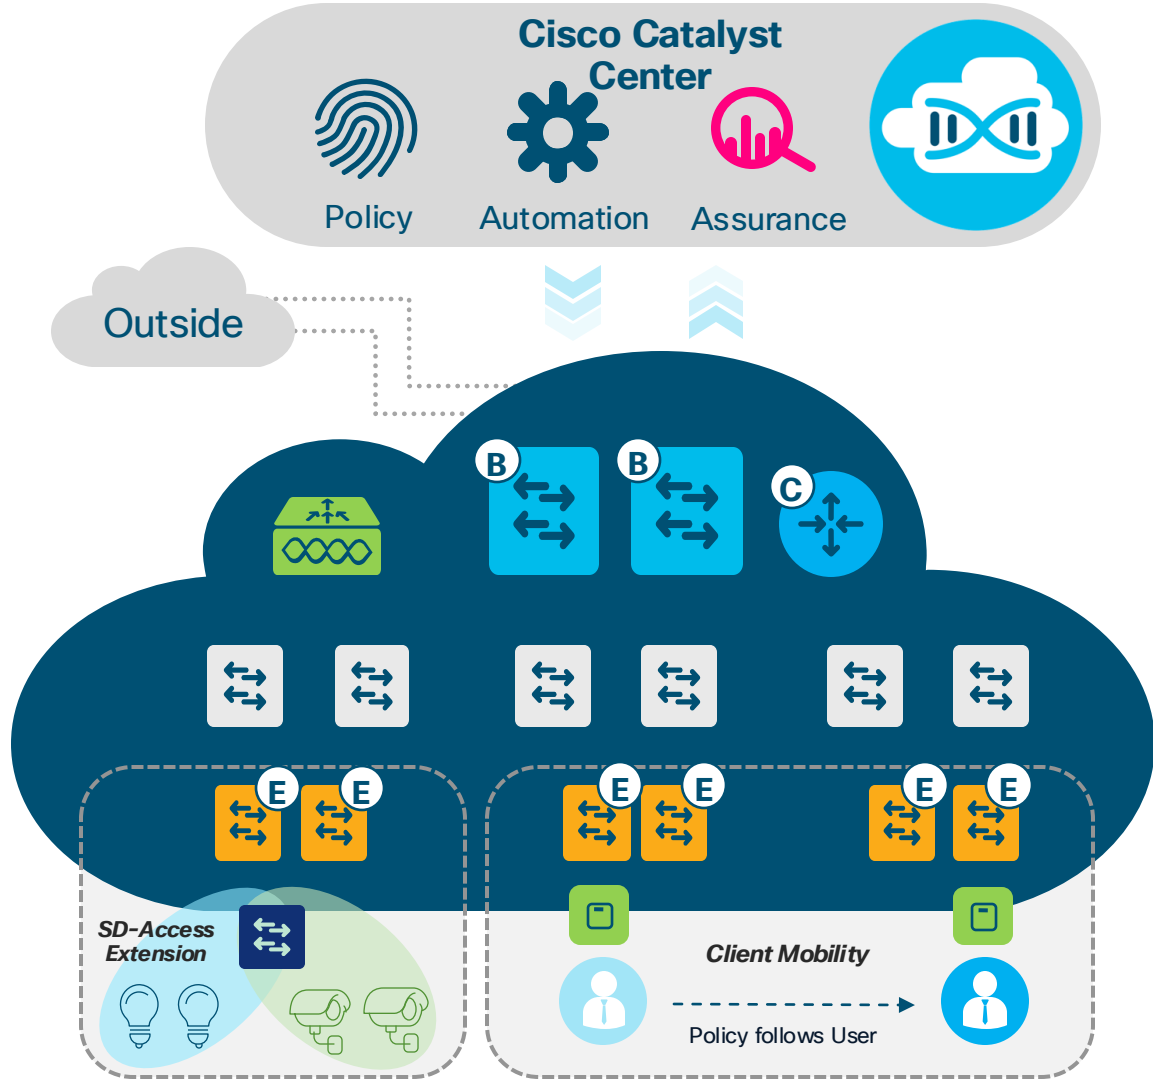 Cisco Catalyst
Center
Policy
Automation
Assurance
Outside
B
B
C
E
E
E
E
E
E
SD-Access
Extension
Client Mobility
Policy follows User